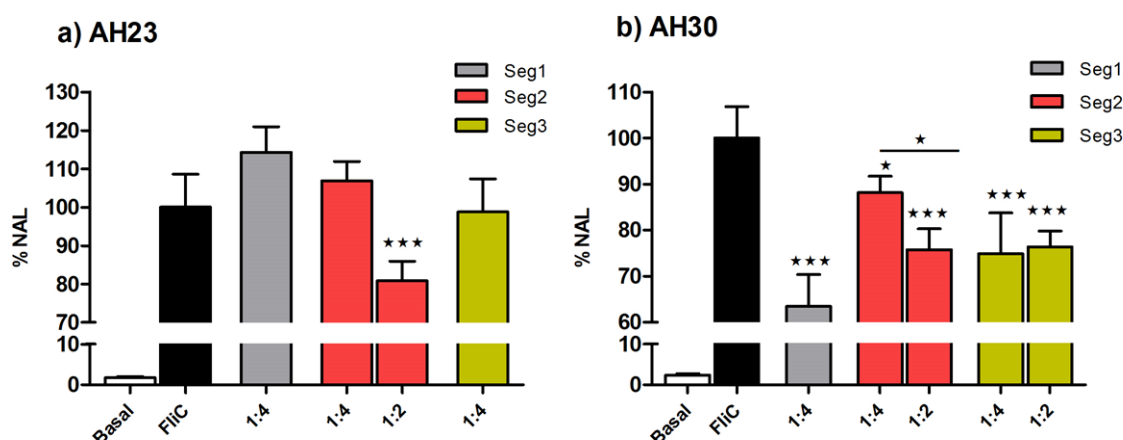 a) AH23
Seg1
Seg2
Seg3
% NAL
130
120
110
100
90
80
70
10
0
★★★
Basal
FliC
1:4
1:4
1:2
1:4
b) AH30
Seg1
Seg2
Seg3
% NAL
110
100
90
80
70
60
10
0
★
★
★★★
★★★
★★★
★★★
Basal
FliC
1:4
1:4
1:2
1:4
1:2